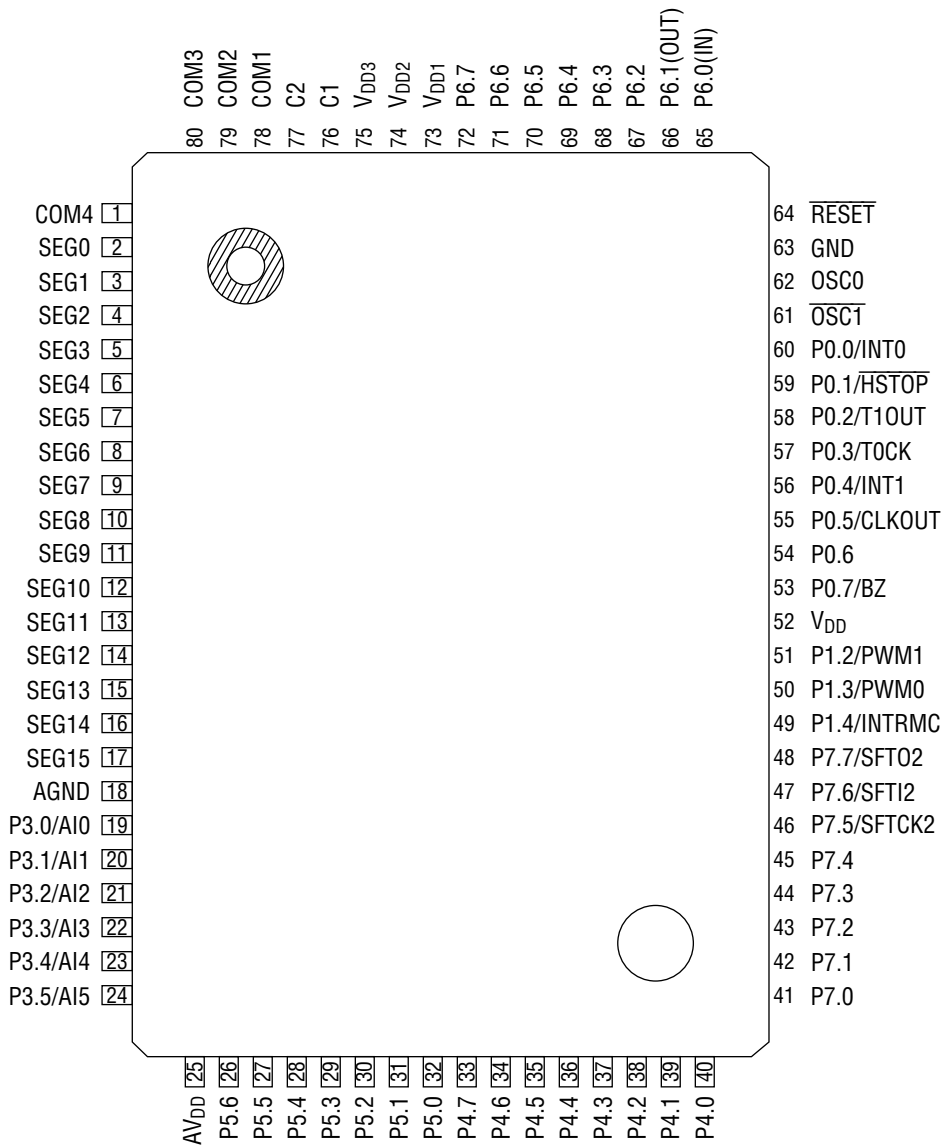 COM3 COM2 COM1 C2 C1 VDD3 VDD2 VDD1 P6.7 P6.6 P6.5 P6.4 P6.3 P6.2 P6.1(OUT) P6.0(IN)
80 79 78 77 76 75 74 73 72 71 70 69 68 67 66 65
COM4 1 64 RESET
SEG0 2 63 GND
SEG1 3 62 OSC0
SEG2 4 61 OSC1
SEG3 5 60 P0.0/INT0
SEG4 6 59 P0.1/HSTOP
SEG5 7 58 P0.2/T1OUT
SEG6 8 57 P0.3/T0CK
SEG7 9 56 P0.4/INT1
SEG8 10 55 P0.5/CLKOUT
SEG9 11 54 P0.6
SEG10 12 53 P0.7/BZ
SEG11 13 52 VDD
SEG12 14 51 P1.2/PWM1
SEG13 15 50 P1.3/PWM0
SEG14 16 49 P1.4/INTRMC
SEG15 17 48 P7.7/SFTO2
AGND 18 47 P7.6/SFTI2
P3.0/AI0 19 46 P7.5/SFTCK2
P3.1/AI1 20 45 P7.4
P3.2/AI2 21 44 P7.3
P3.3/AI3 22 43 P7.2
P3.4/AI4 23 42 P7.1
P3.5/AI5 24 41 P7.0
25 26 27 28 29 30 31 32 33 34 35 36 37 38 39 40
AVDD P5.6 P5.5 P5.4 P5.3 P5.2 P5.1 P5.0 P4.7 P4.6 P4.5 P4.4 P4.3 P4.2 P4.1 P4.0